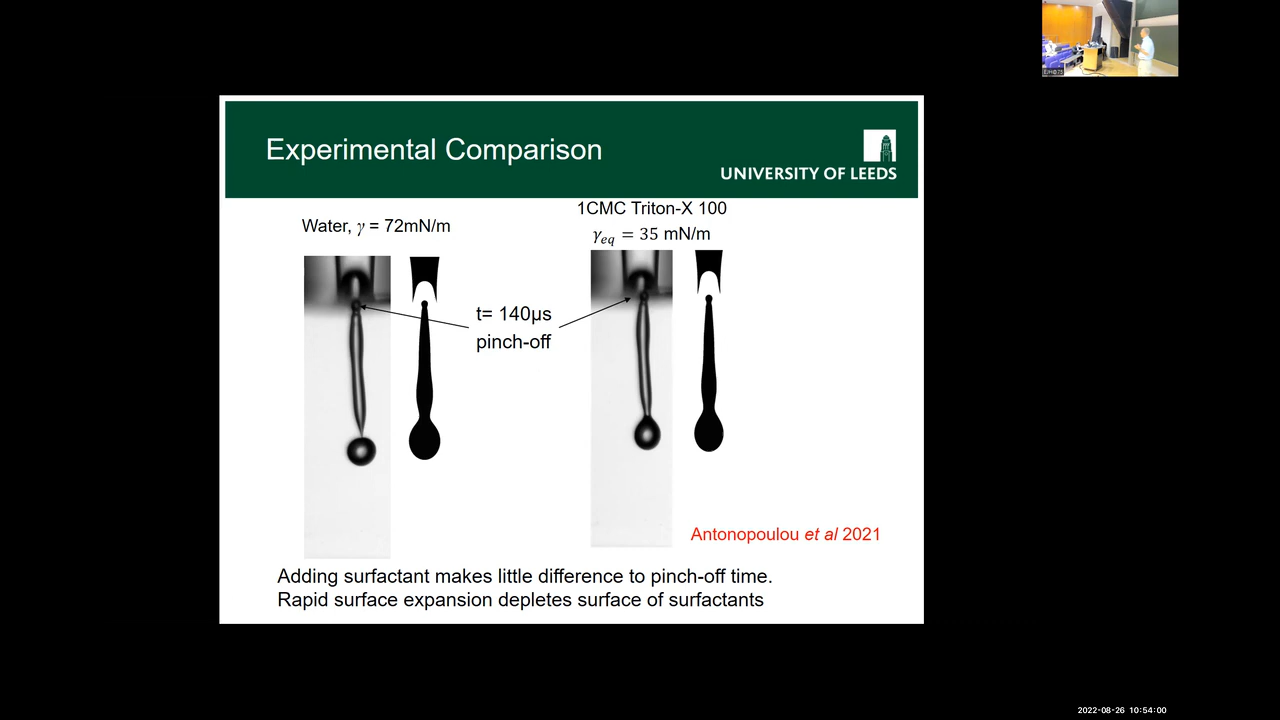 Experimental Comparison
UNIVERSITY OF LEEDS
Water, γ = 72mN/m
1CMC Triton-X 100
γeq = 35 mN/m
t= 140μs
pinch-off
Antonopoulou et al 2021
Adding surfactant makes little difference to pinch-off time.
Rapid surface expansion depletes surface of surfactants
2022-08-26 10:54:00